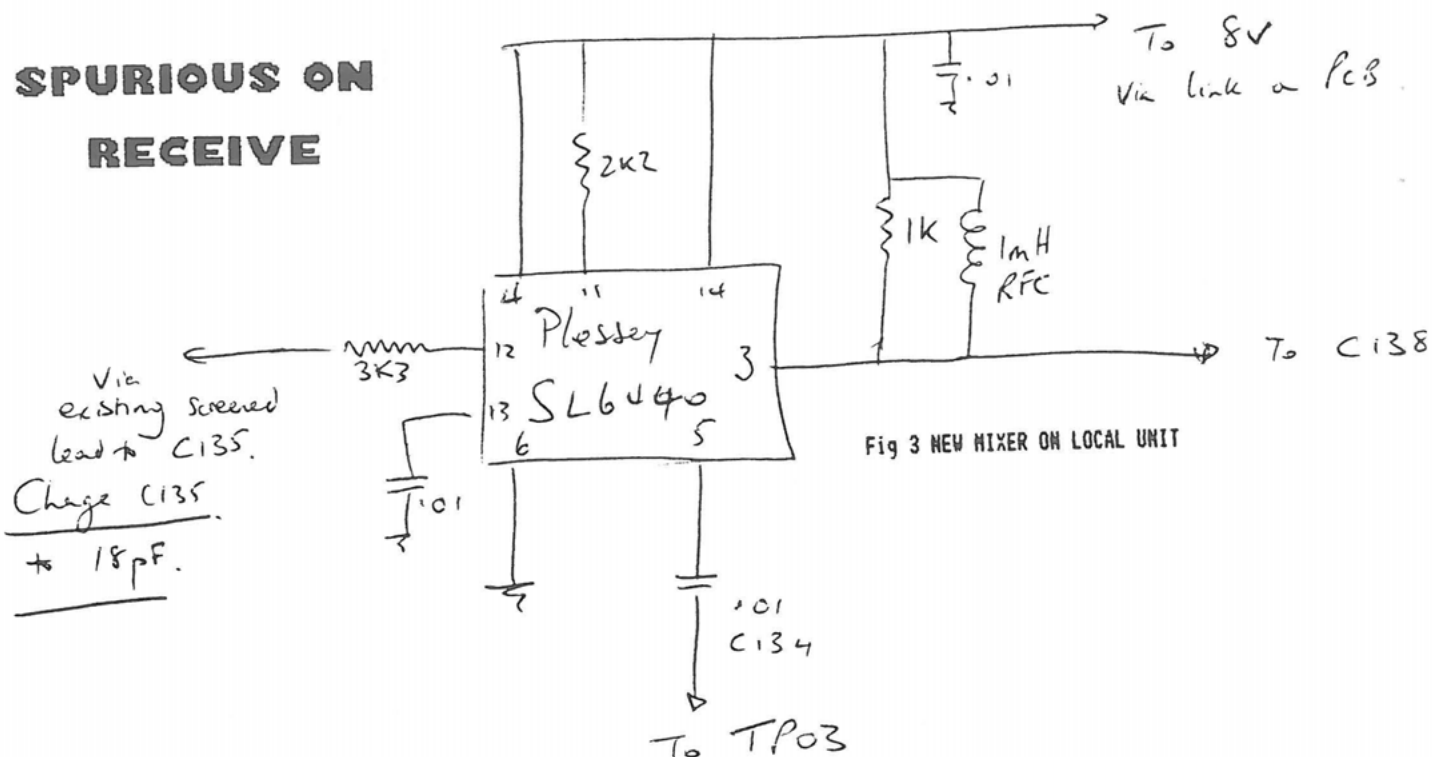 SPURIOUS ON
RECEIVE
To 8V
Via link on PCB
.01
2K2
1K
1mH
RFC
4
11
14
Plessey
SL6440
12
13
3
6
5
3K3
Via
existing screened
lead to C135.
Change C135
to 18pF.
.01
To C138
Fig 3 NEW MIXER ON LOCAL UNIT
.01
C134
To TP03